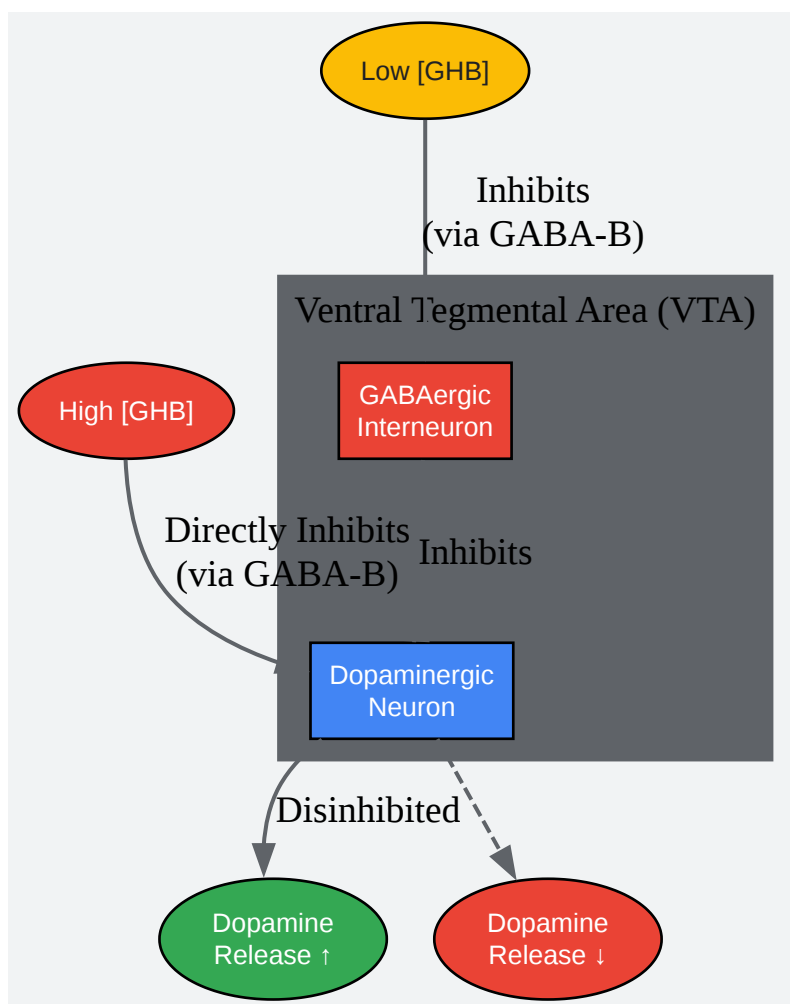 Low [GHB]
Inhibits
(via GABA-B)
Ventral Tegmental Area (VTA)
GABAergic
Interneuron
High [GHB]
Directly Inhibits
(via GABA-B)
Inhibits
Dopaminergic
Neuron
Disinhibited
Dopamine
Release ↑
Dopamine
Release ↓